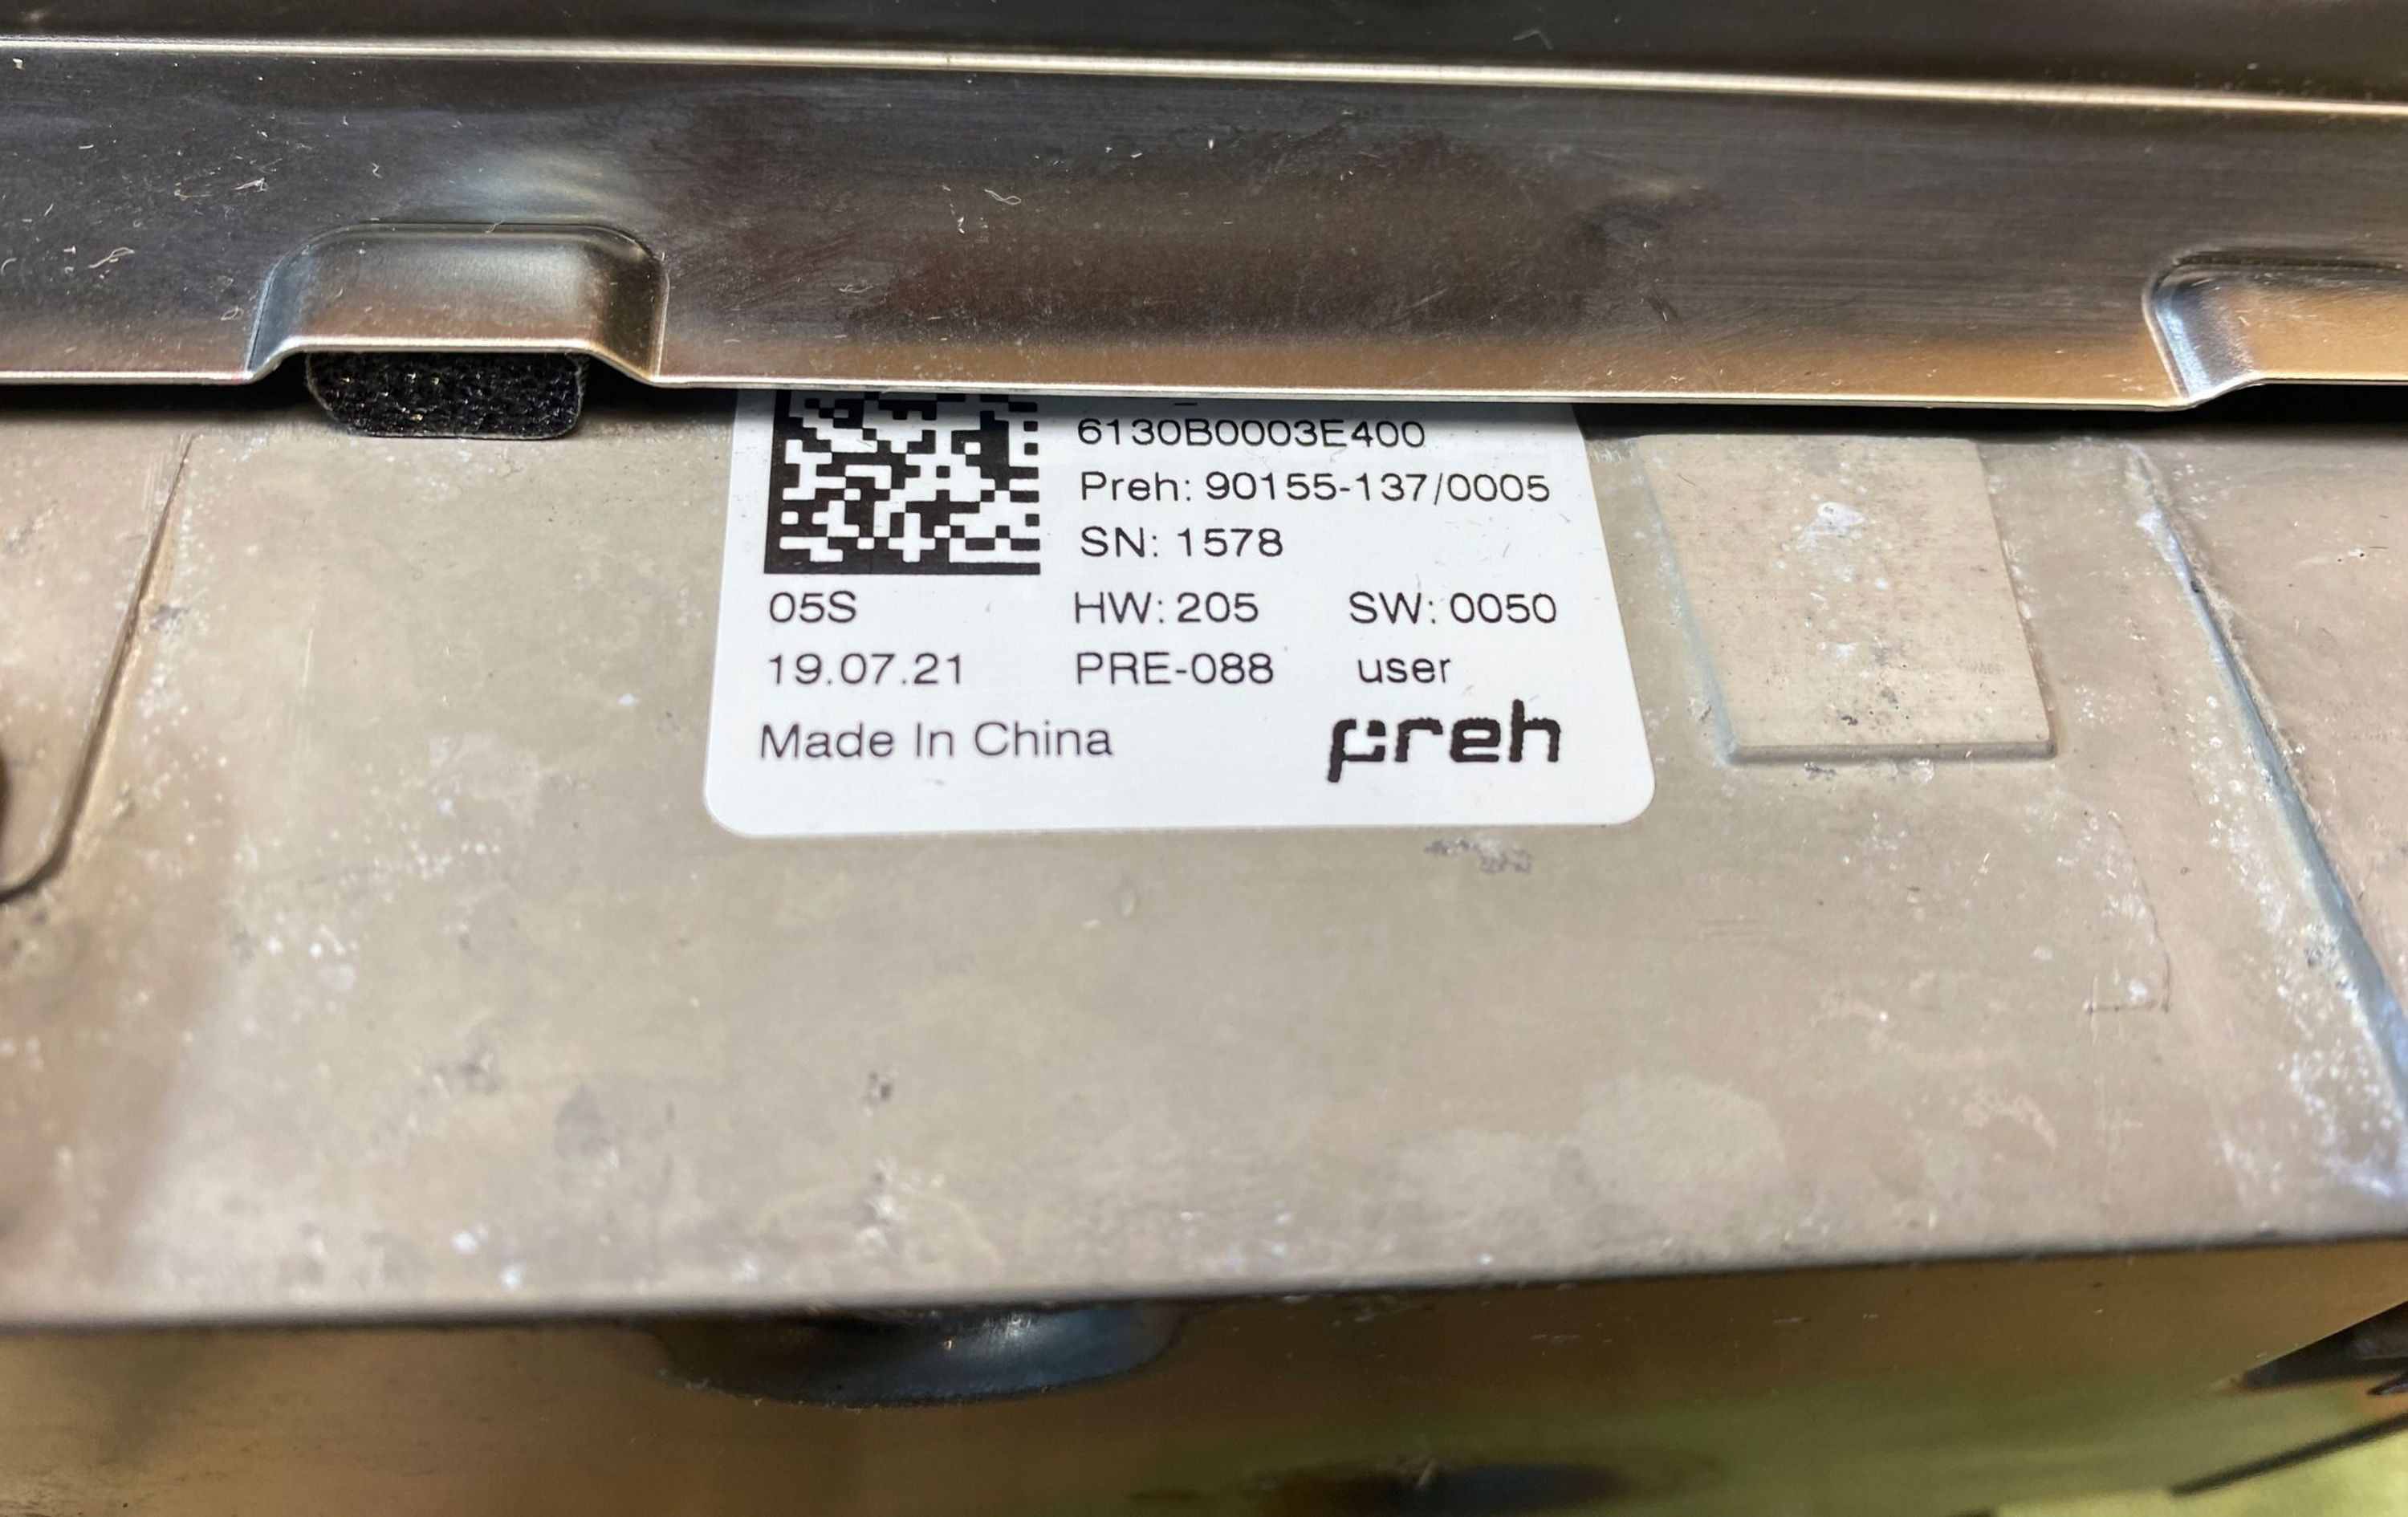 6130B0003E400
Preh: 90155-137/0005
SN: 1578
05S HW: 205 SW: 0050
19.07.21 PRE-088 user
Made In China preh